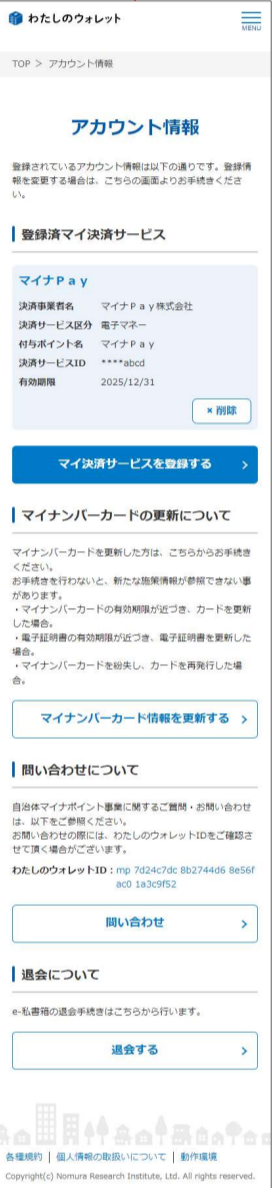 わたしのウォレット
MENU
TOP > アカウント情報
アカウント情報
登録されているアカウント情報は以下の通りです。登録情
報を変更する場合は、こちらの画面よりお手続きくださ
い。
登録済マイ決済サービス
マイナＰａｙ
決済事業者名 マイナＰａｙ株式会社
決済サービス区分 電子マネー
付与ポイント名 マイナＰａｙ
決済サービスID ****abcd
有効期限 2025/12/31
×削除
マイ決済サービスを登録する
マイナンバーカードの更新について
マイナンバーカードを更新した方は、こちらからお手続き
ください。
お手続きを行わないと、新たな施策情報が参照できない事
があります。
・マイナンバーカードの有効期限が近づき、カードを更新
した場合。
・電子証明書の有効期限が近づき、電子証明書を更新した
場合。
・マイナンバーカードを紛失し、カードを再発行した場
合。
マイナンバーカード情報を更新する
問い合わせについて
自治体マイナポイント事業に関するご質問・お問い合わせ
は、以下をご参照ください。
お問い合わせの際には、わたしのウォレットIDをご確認さ
せて頂く場合がございます。
わたしのウォレットID：mp 7d24c7dc 8b2744d6 8e56f
ac0 1a3c9f52
問い合わせ
退会について
e-私書箱の退会手続きはこちらから行います。
退会する
各種規約 | 個人情報の取扱いについて | 動作環境
Copyright(c) Nomura Research Institute, Ltd. All rights reserved.